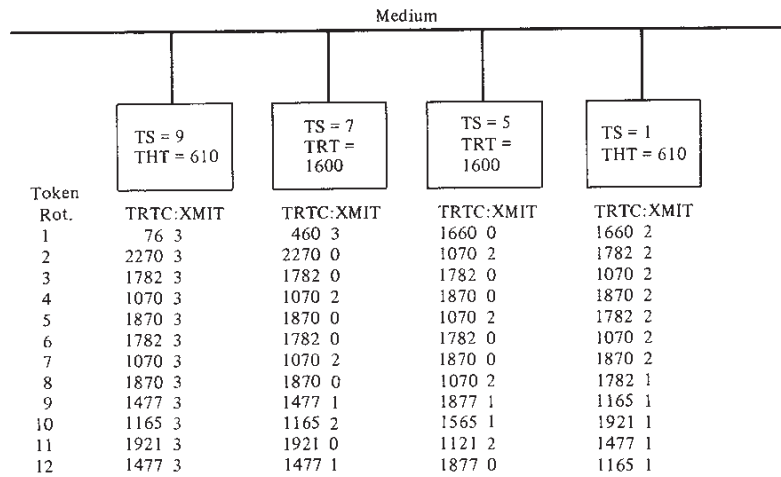 Medium
TS = 9
THT = 610
TS = 7
TRT =
1600
TS = 5
TRT =
1600
TS = 1
THT = 610
Token
Rot. TRTC:XMIT TRTC:XMIT TRTC:XMIT TRTC:XMIT
1 76 3 460 3 1660 0 1660 2
2 2270 3 2270 0 1070 2 1782 2
3 1782 3 1782 0 1782 0 1070 2
4 1070 3 1070 2 1870 0 1870 2
5 1870 3 1870 0 1070 2 1782 2
6 1782 3 1782 0 1782 0 1070 2
7 1070 3 1070 2 1870 0 1870 2
8 1870 3 1870 0 1070 2 1782 1
9 1477 3 1477 1 1877 1 1165 1
10 1165 3 1165 2 1565 1 1921 1
11 1921 3 1921 0 1121 2 1477 1
12 1477 3 1477 1 1877 0 1165 1